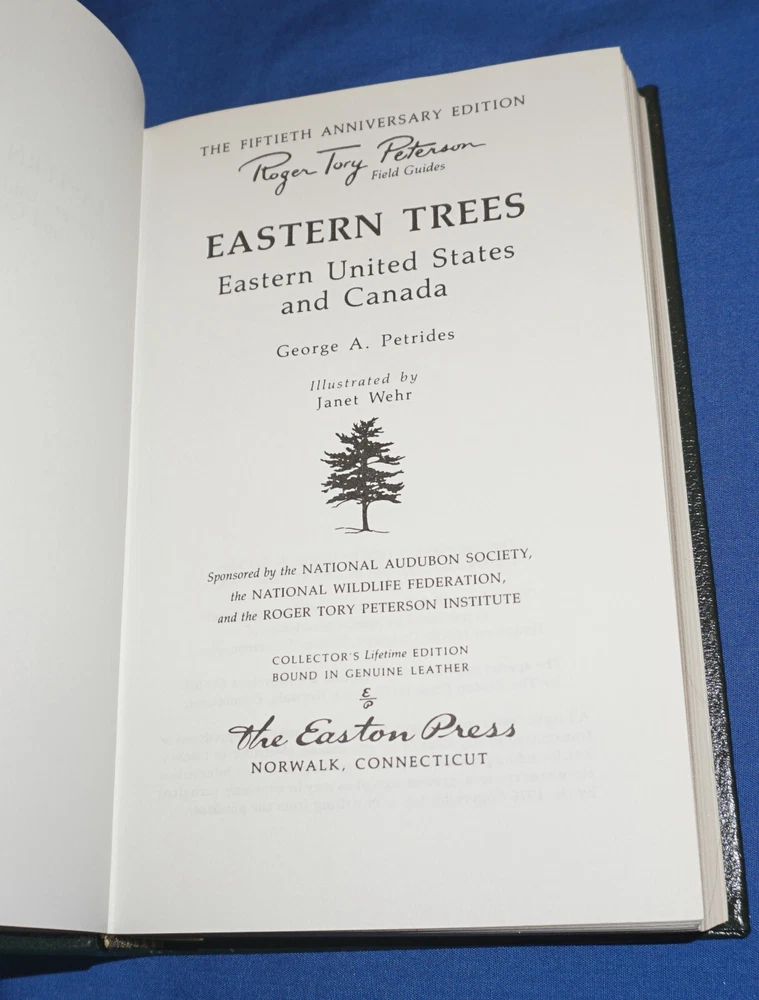 THE FIFTIETH ANNIVERSARY EDITION
Roger Tory Peterson
Field Guides
EASTERN TREES
Eastern United States
and Canada
George A. Petrides
Illustrated by
Janet Wehr
Sponsored by the NATIONAL AUDUBON SOCIETY,
the NATIONAL WILDLIFE FEDERATION,
and the ROGER TORY PETERSON INSTITUTE
COLLECTOR'S Lifetime EDITION
BOUND IN GENUINE LEATHER
E
P
The Easton Press
NORWALK, CONNECTICUT